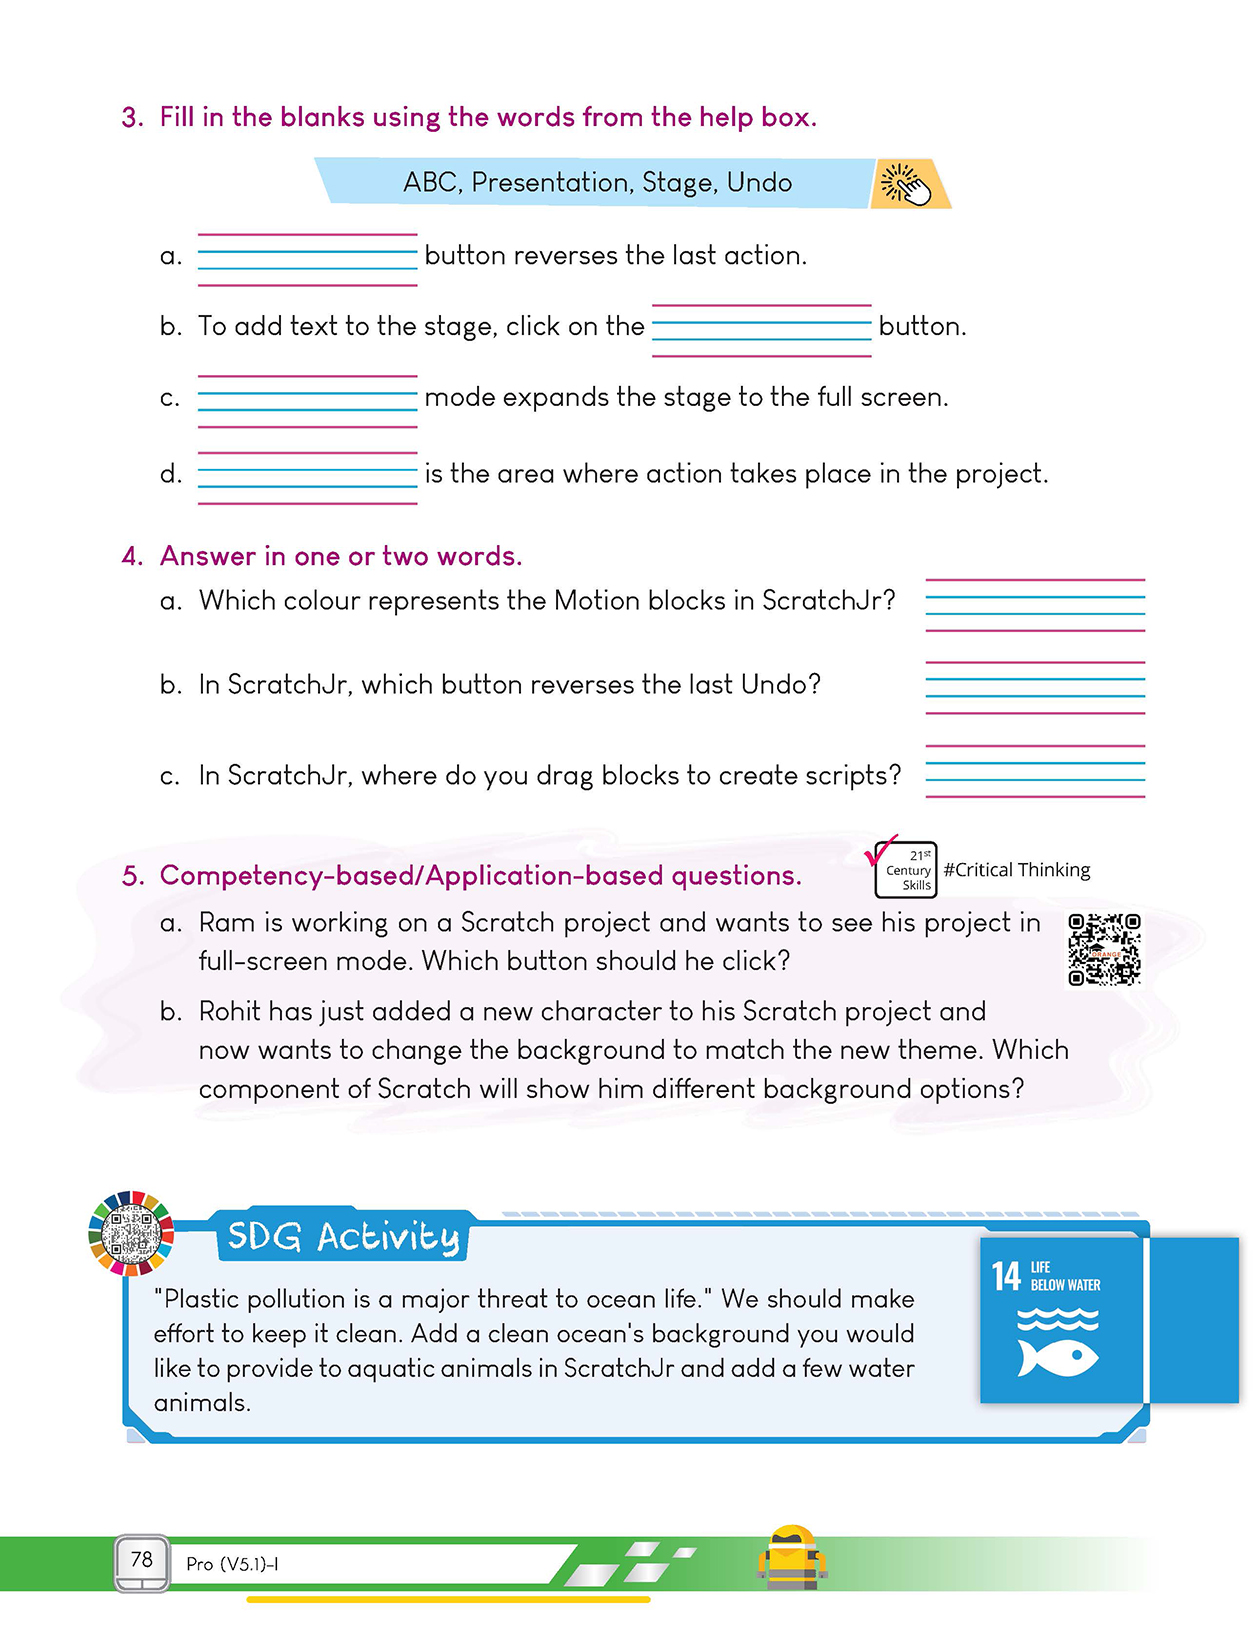 3. Fill in the blanks using the words from the help box.
ABC, Presentation, Stage, Undo
a. button reverses the last action.
b. To add text to the stage, click on the button.
c. mode expands the stage to the full screen.
d. is the area where action takes place in the project.
4. Answer in one or two words.
a. Which colour represents the Motion blocks in ScratchJr?
b. In ScratchJr, which button reverses the last Undo?
c. In ScratchJr, where do you drag blocks to create scripts?
5. Competency-based/Application-based questions.
21st
Century
Skills
#Critical Thinking
a. Ram is working on a Scratch project and wants to see his project in
full-screen mode. Which button should he click?
ORANGE
b. Rohit has just added a new character to his Scratch project and
now wants to change the background to match the new theme. Which
component of Scratch will show him different background options?
SDG Activity
"Plastic pollution is a major threat to ocean life." We should make
effort to keep it clean. Add a clean ocean's background you would
like to provide to aquatic animals in ScratchJr and add a few water
animals.
14 LIFE
BELOW WATER
78
Pro (V5.1)-I